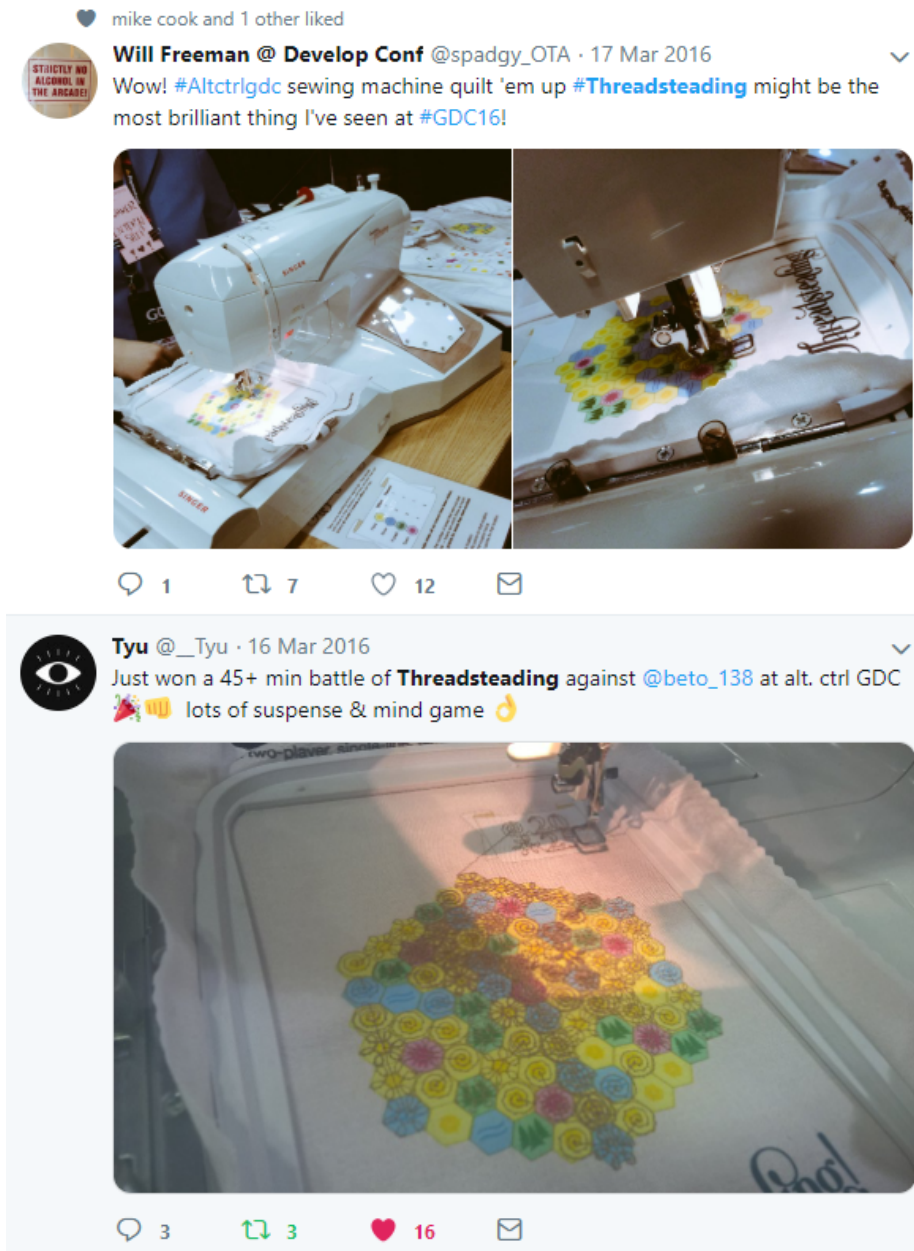 mike cook and 1 other liked
Will Freeman @ Develop Conf @spadgy_OTA · 17 Mar 2016
STRICTLY NO
ALCOHOL IN
THE ARCADE!
Wow! #Altctrlgdc sewing machine quilt 'em up #Threadsteading might be the
most brilliant thing I've seen at #GDC16!
SINGER
SINGER
GD
Threadsteading!
1 7 12
Tyu @__Tyu · 16 Mar 2016
Just won a 45+ min battle of Threadsteading against @beto_138 at alt. ctrl GDC
🎉👊 lots of suspense & mind game 👌
two-player, single-
ing!
3 3 16